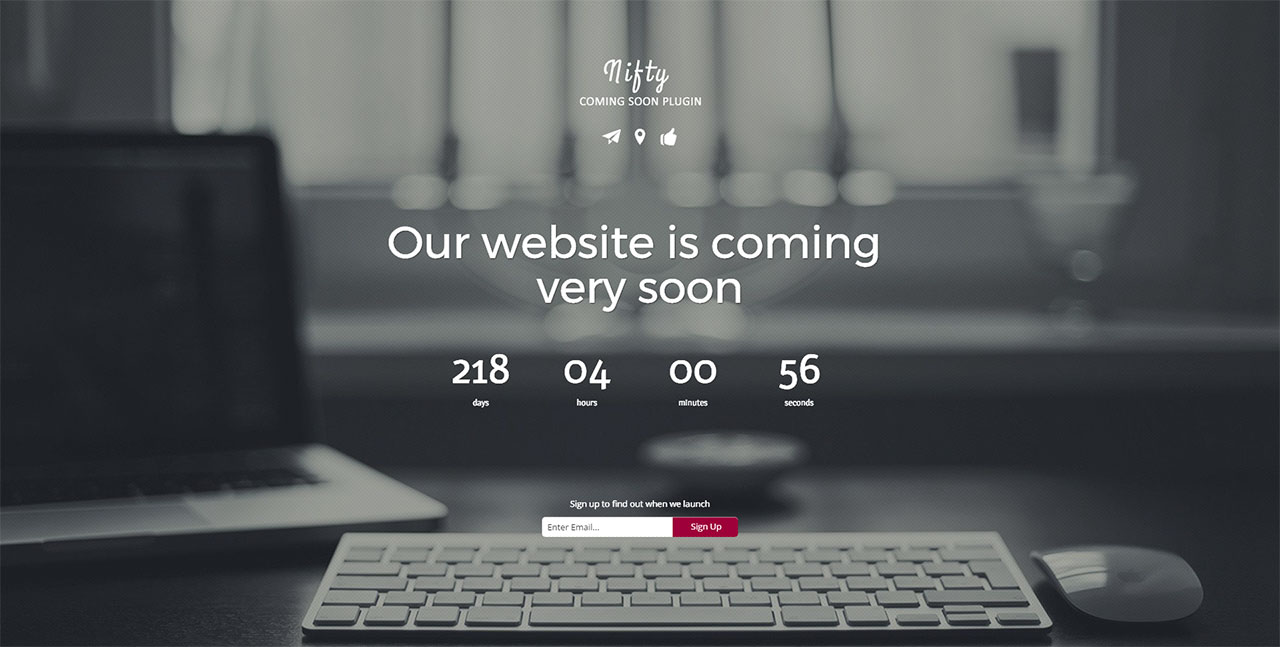 Nifty
COMING SOON PLUGIN
Our website is coming
very soon
218 04 00 56
days hours minutes seconds
Sign up to find out when we launch
Enter Email... Sign Up